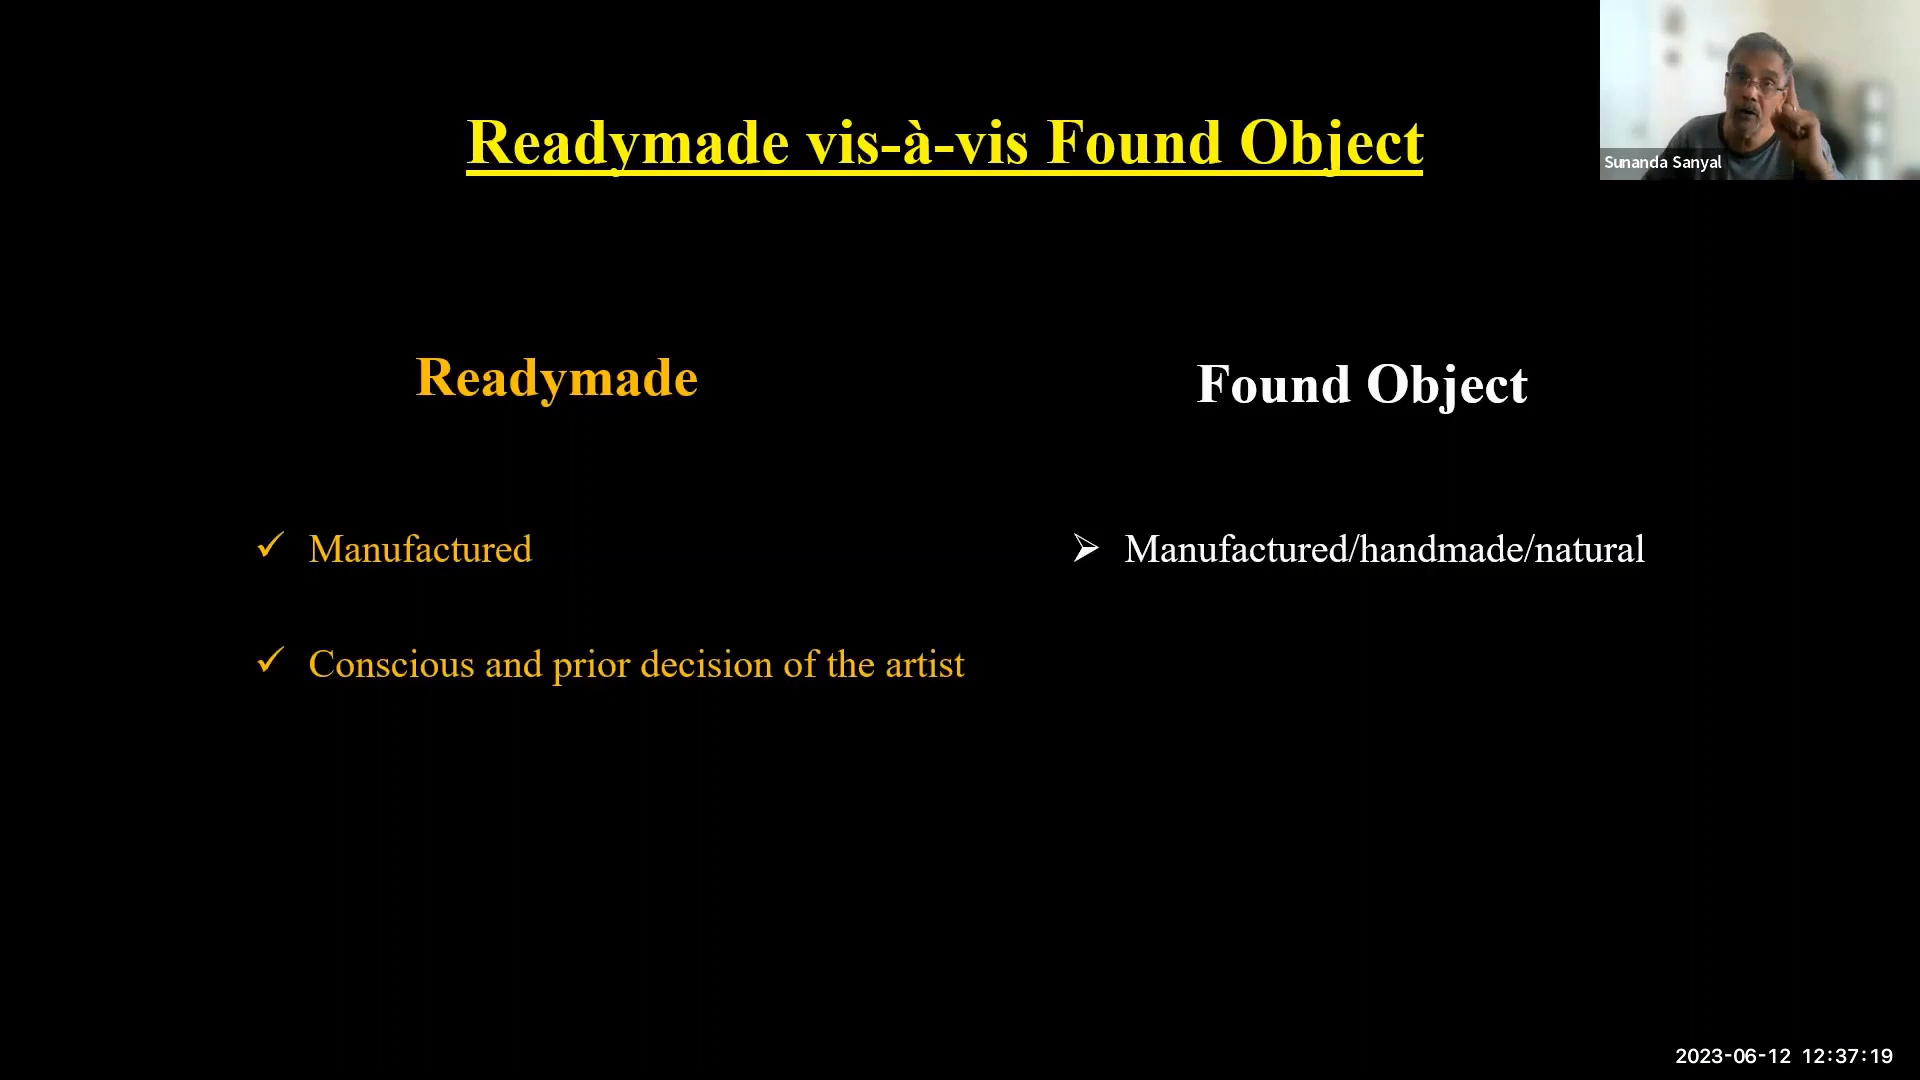 Readymade vis-à-vis Found Object
Sunanda Sanyal
Readymade
Found Object
Manufactured
Manufactured/handmade/natural
Conscious and prior decision of the artist
2023-06-12 12:37:19